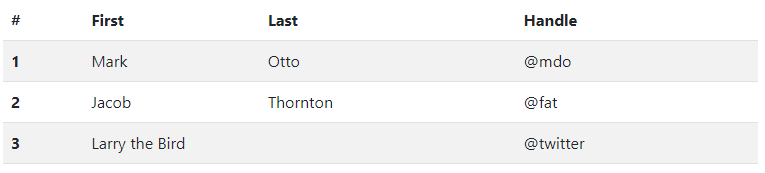 # First Last Handle
1 Mark Otto @mdo
2 Jacob Thornton @fat
3 Larry the Bird @twitter